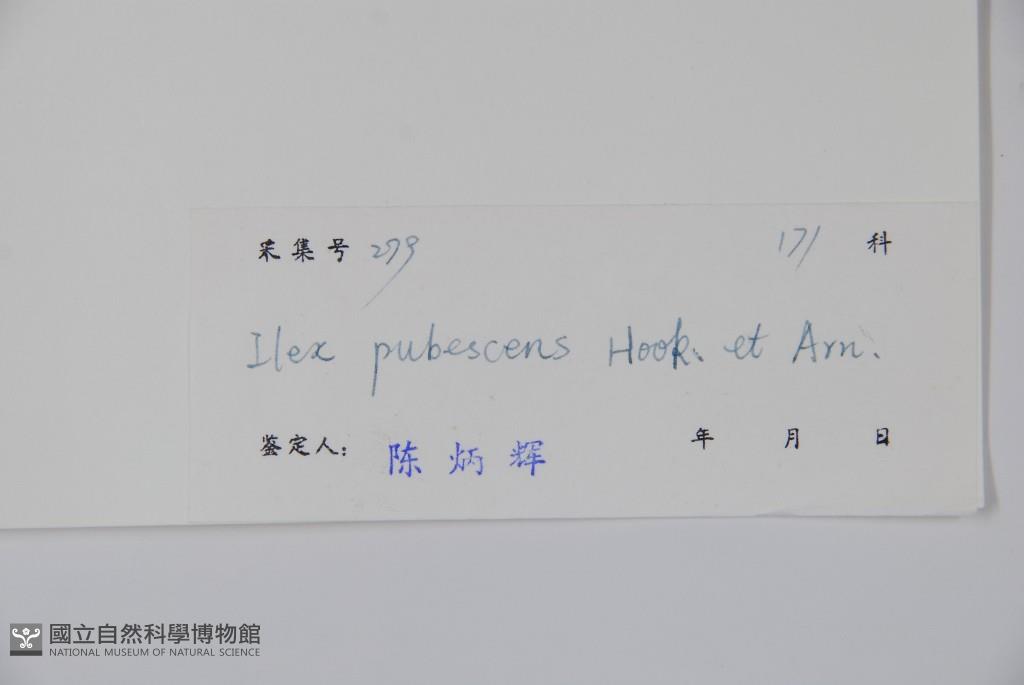 采集号 279 171 科
Ilex pubescens Hook. et Arn.
鉴定人: 陈炳辉 年 月 日
國立自然科學博物館
NATIONAL MUSEUM OF NATURAL SCIENCE